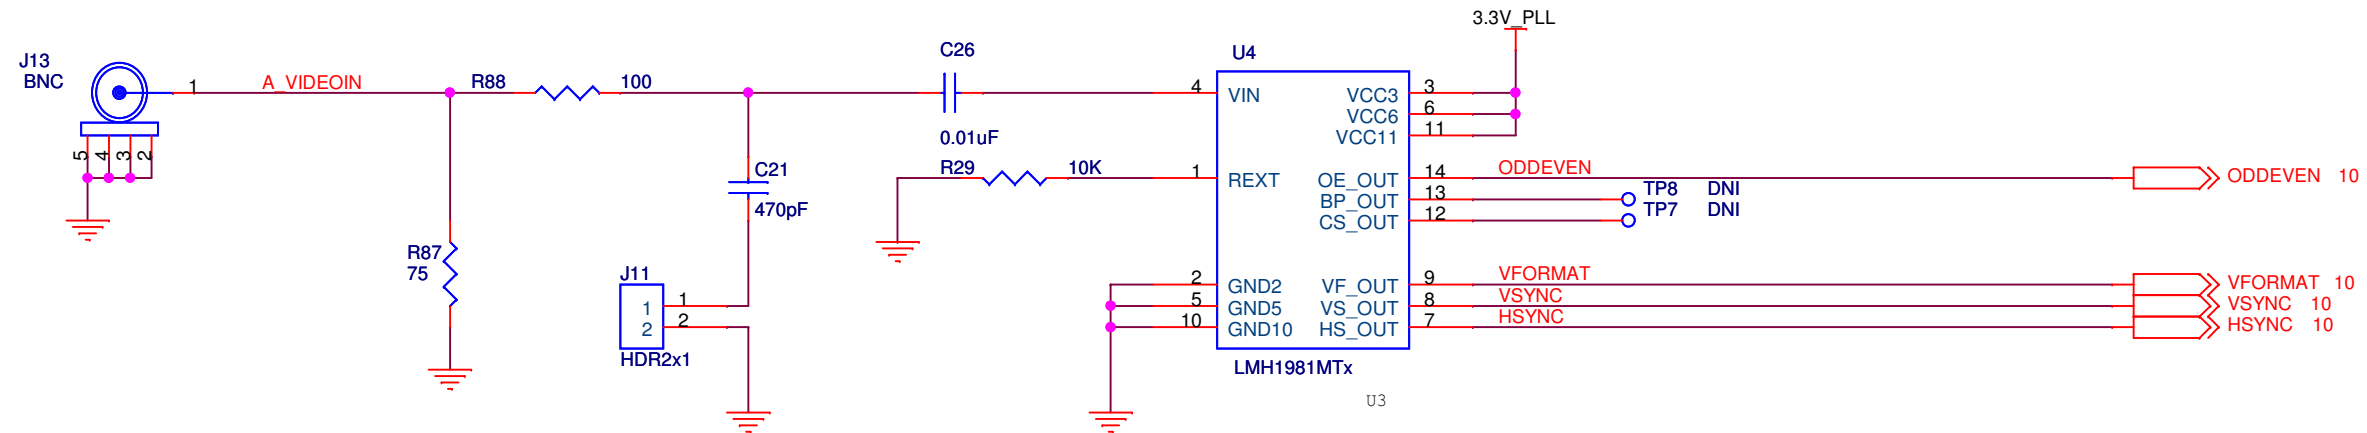 3.3V_PLL
J13
BNC
1
A_VIDEOIN
R88
100
C26
0.01uF
5
4
3
2
R87
75
C21
470pF
J11
1
2
1
2
HDR2x1
R29
10K
U4
4
VIN
1
REXT
2
GND2
5
GND5
10
GND10
VCC3
3
VCC6
6
VCC11
11
OE_OUT
14
BP_OUT
13
CS_OUT
12
VF_OUT
9
VS_OUT
8
HS_OUT
7
LMH1981MTx
U3
ODDEVEN
TP8 DNI
TP7 DNI
VFORMAT
VSYNC
HSYNC
ODDEVEN 10
VFORMAT 10
VSYNC 10
HSYNC 10